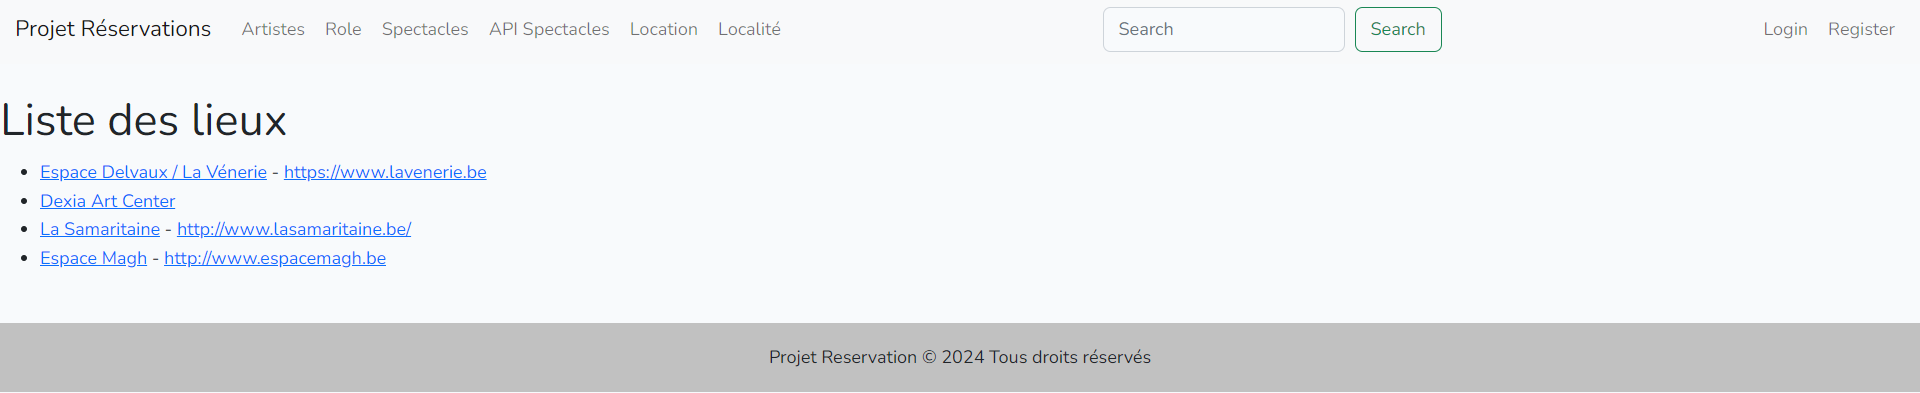 Projet Réservations Artistes Role Spectacles API Spectacles Location Localité Search Search Login Register
Liste des lieux
Espace Delvaux / La Vénerie - https://www.lavenerie.be
Dexia Art Center
La Samaritaine - http://www.lasamaritaine.be/
Espace Magh - http://www.espacemagh.be
Projet Reservation © 2024 Tous droits réservés